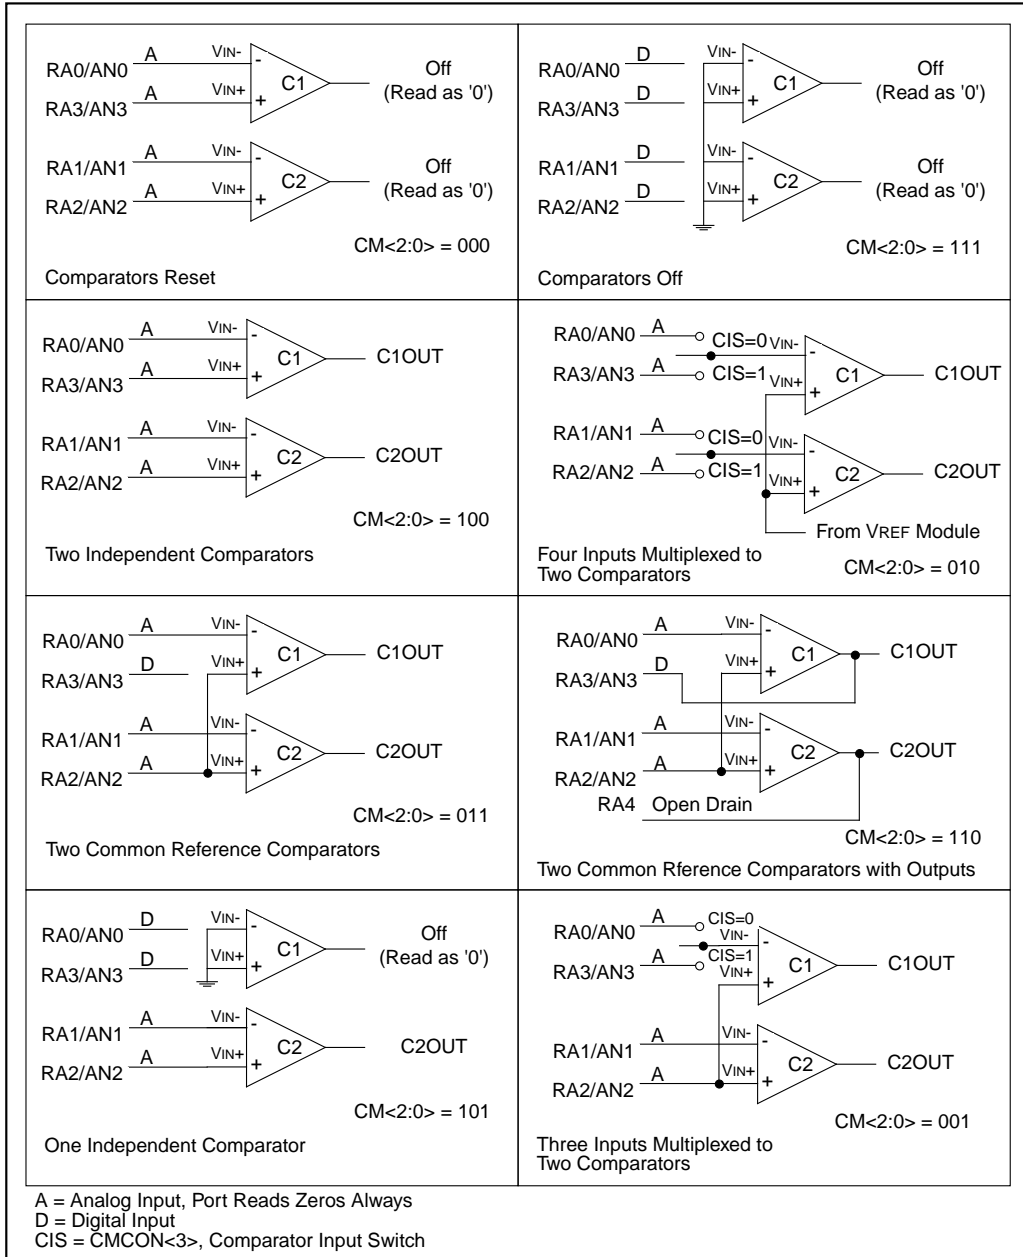 RA0/AN0 A VIN- - C1 Off
RA3/AN3 A VIN+ + (Read as '0')
RA1/AN1 A VIN- - C2 Off
RA2/AN2 A VIN+ + (Read as '0')
CM<2:0> = 000
Comparators Reset
RA0/AN0 D VIN- - C1 Off
RA3/AN3 D VIN+ + (Read as '0')
RA1/AN1 D VIN- - C2 Off
RA2/AN2 D VIN+ + (Read as '0')
CM<2:0> = 111
Comparators Off
RA0/AN0 A VIN- - C1 C1OUT
RA3/AN3 A VIN+ +
RA1/AN1 A VIN- - C2 C2OUT
RA2/AN2 A VIN+ +
CM<2:0> = 100
Two Independent Comparators
RA0/AN0 A CIS=0 VIN- - C1 C1OUT
RA3/AN3 A CIS=1 VIN+ +
RA1/AN1 A CIS=0 VIN- - C2 C2OUT
RA2/AN2 A CIS=1 VIN+ +
From VREF Module
Four Inputs Multiplexed to
Two Comparators
CM<2:0> = 010
RA0/AN0 A VIN- - C1 C1OUT
RA3/AN3 D VIN+ +
RA1/AN1 A VIN- - C2 C2OUT
RA2/AN2 A VIN+ +
CM<2:0> = 011
Two Common Reference Comparators
RA0/AN0 A VIN- - C1 C1OUT
RA3/AN3 D VIN+ +
RA1/AN1 A VIN- - C2 C2OUT
RA2/AN2 A VIN+ +
RA4 Open Drain
CM<2:0> = 110
Two Common Rference Comparators with Outputs
RA0/AN0 D VIN- - C1 Off
RA3/AN3 D VIN+ + (Read as '0')
RA1/AN1 A VIN- - C2 C2OUT
RA2/AN2 A VIN+ +
CM<2:0> = 101
One Independent Comparator
RA0/AN0 A CIS=0 VIN- - C1 C1OUT
RA3/AN3 A CIS=1 VIN+ +
RA1/AN1 A VIN- - C2 C2OUT
RA2/AN2 A VIN+ +
CM<2:0> = 001
Three Inputs Multiplexed to
Two Comparators
A = Analog Input, Port Reads Zeros Always
D = Digital Input
CIS = CMCON<3>, Comparator Input Switch